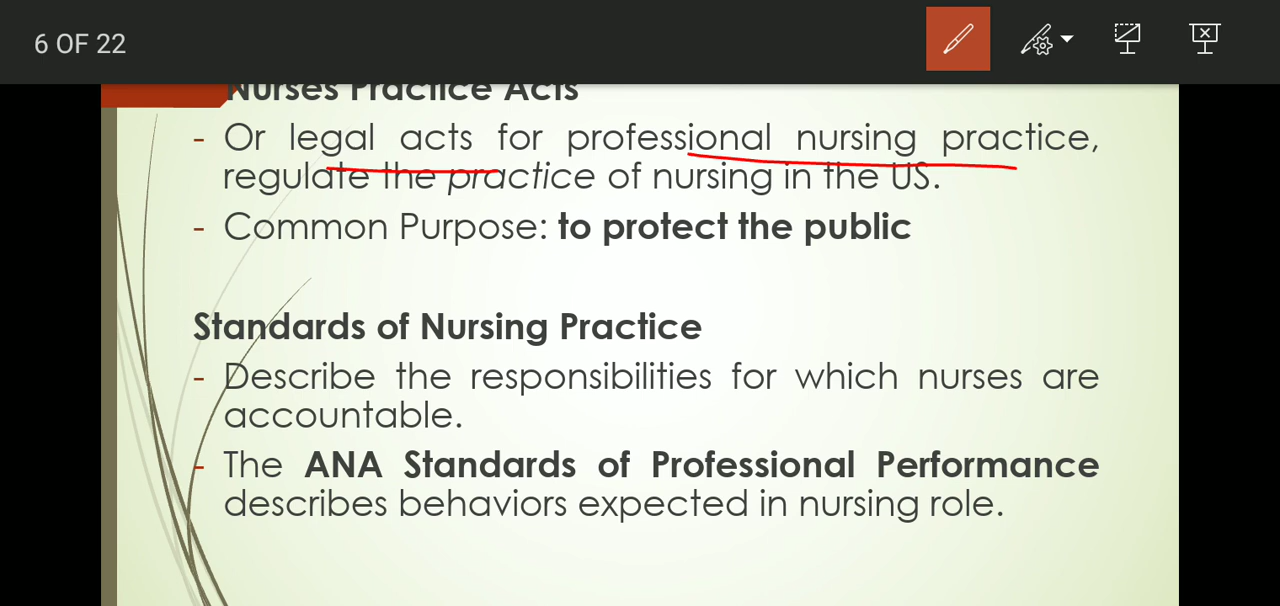 6 OF 22
Nurses Practice Acts
- Or legal acts for professional nursing practice,
regulate the practice of nursing in the US.
- Common Purpose: to protect the public
Standards of Nursing Practice
- Describe the responsibilities for which nurses are
accountable.
- The ANA Standards of Professional Performance
describes behaviors expected in nursing role.